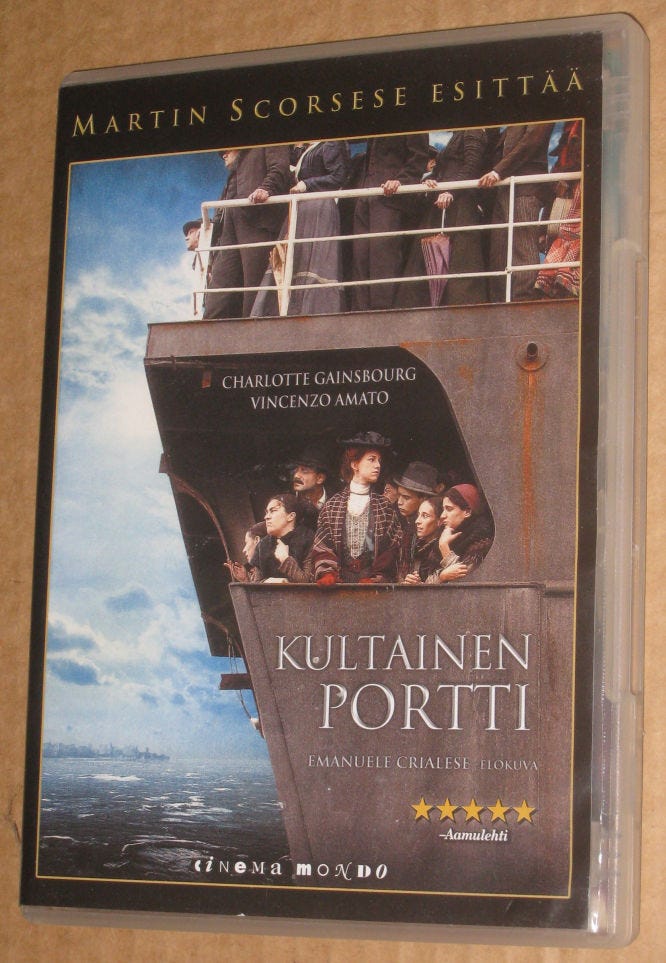 MARTIN SCORSESE ESITTÄÄ
CHARLOTTE GAINSBOURG
VINCENZO AMATO
KULTAINEN
PORTTI
EMANUELE CRIALESE ELOKUVA
–Aamulehti
CiNEMa moNDO